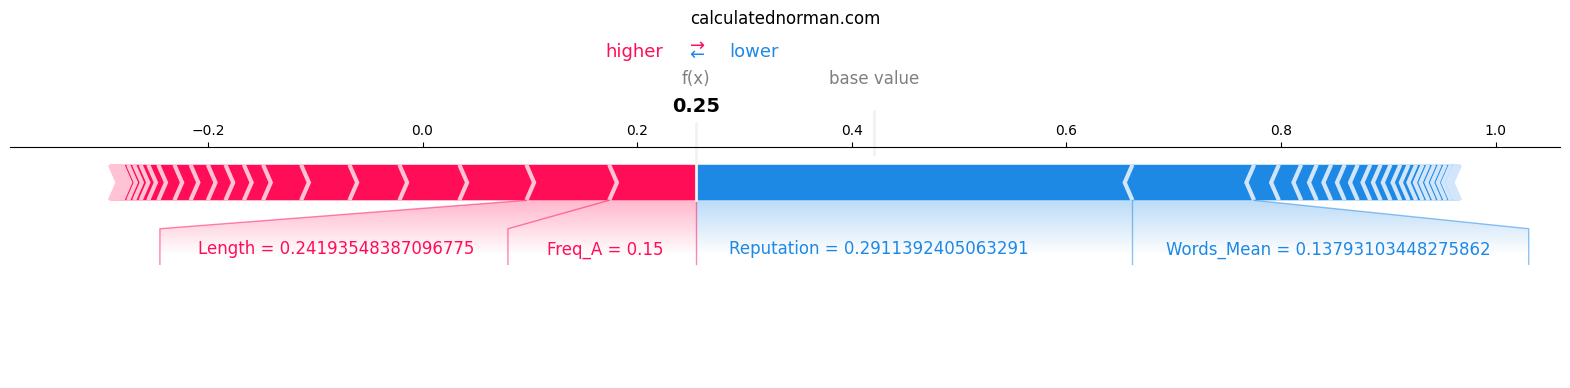 calculatednorman.com
higher ⇄ lower
f(x) base value
0.25
−0.2 0.0 0.2 0.4 0.6 0.8 1.0
Length = 0.24193548387096775 Freq_A = 0.15 Reputation = 0.2911392405063291 Words_Mean = 0.13793103448275862